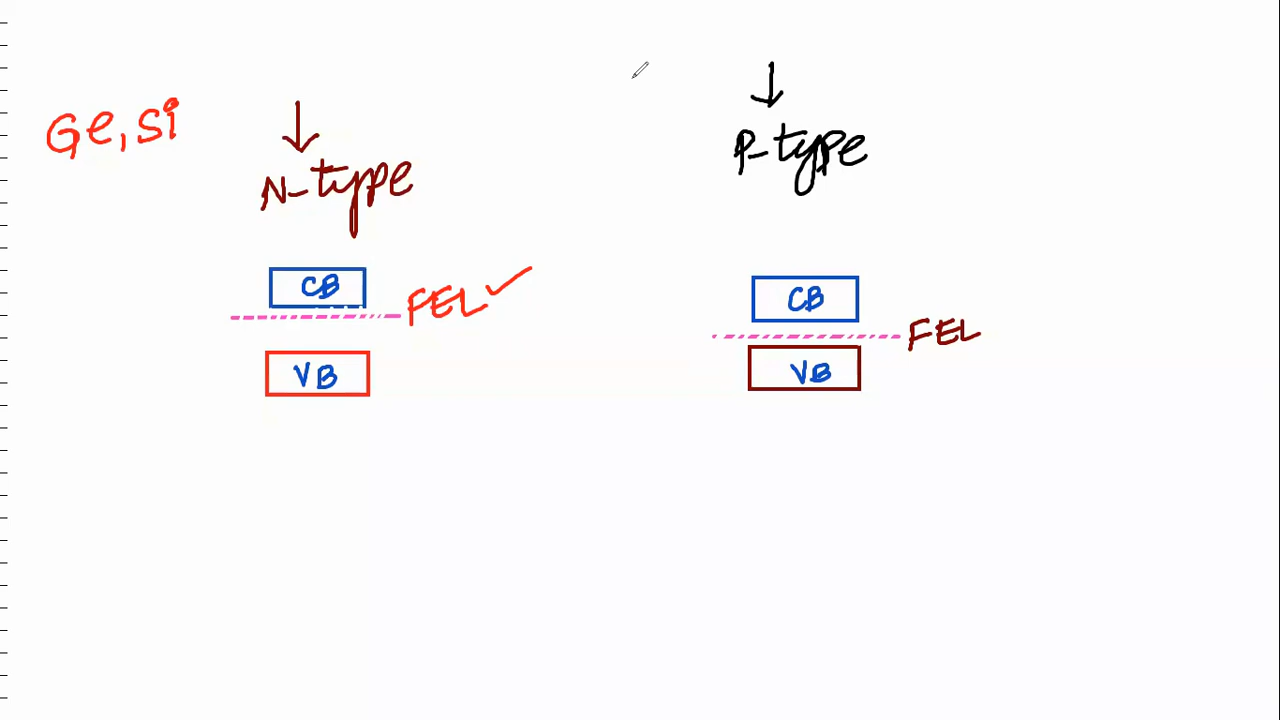 Ge, Si
N-type
P-type
CB
FEL
VB
CB
FEL
VB